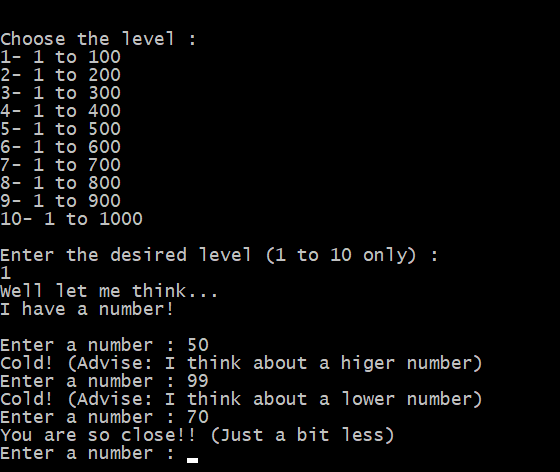 Choose the level :
1- 1 to 100
2- 1 to 200
3- 1 to 300
4- 1 to 400
5- 1 to 500
6- 1 to 600
7- 1 to 700
8- 1 to 800
9- 1 to 900
10- 1 to 1000
Enter the desired level (1 to 10 only) :
1
Well let me think...
I have a number!
Enter a number : 50
Cold! (Advise: I think about a higer number)
Enter a number : 99
Cold! (Advise: I think about a lower number)
Enter a number : 70
You are so close!! (Just a bit less)
Enter a number :